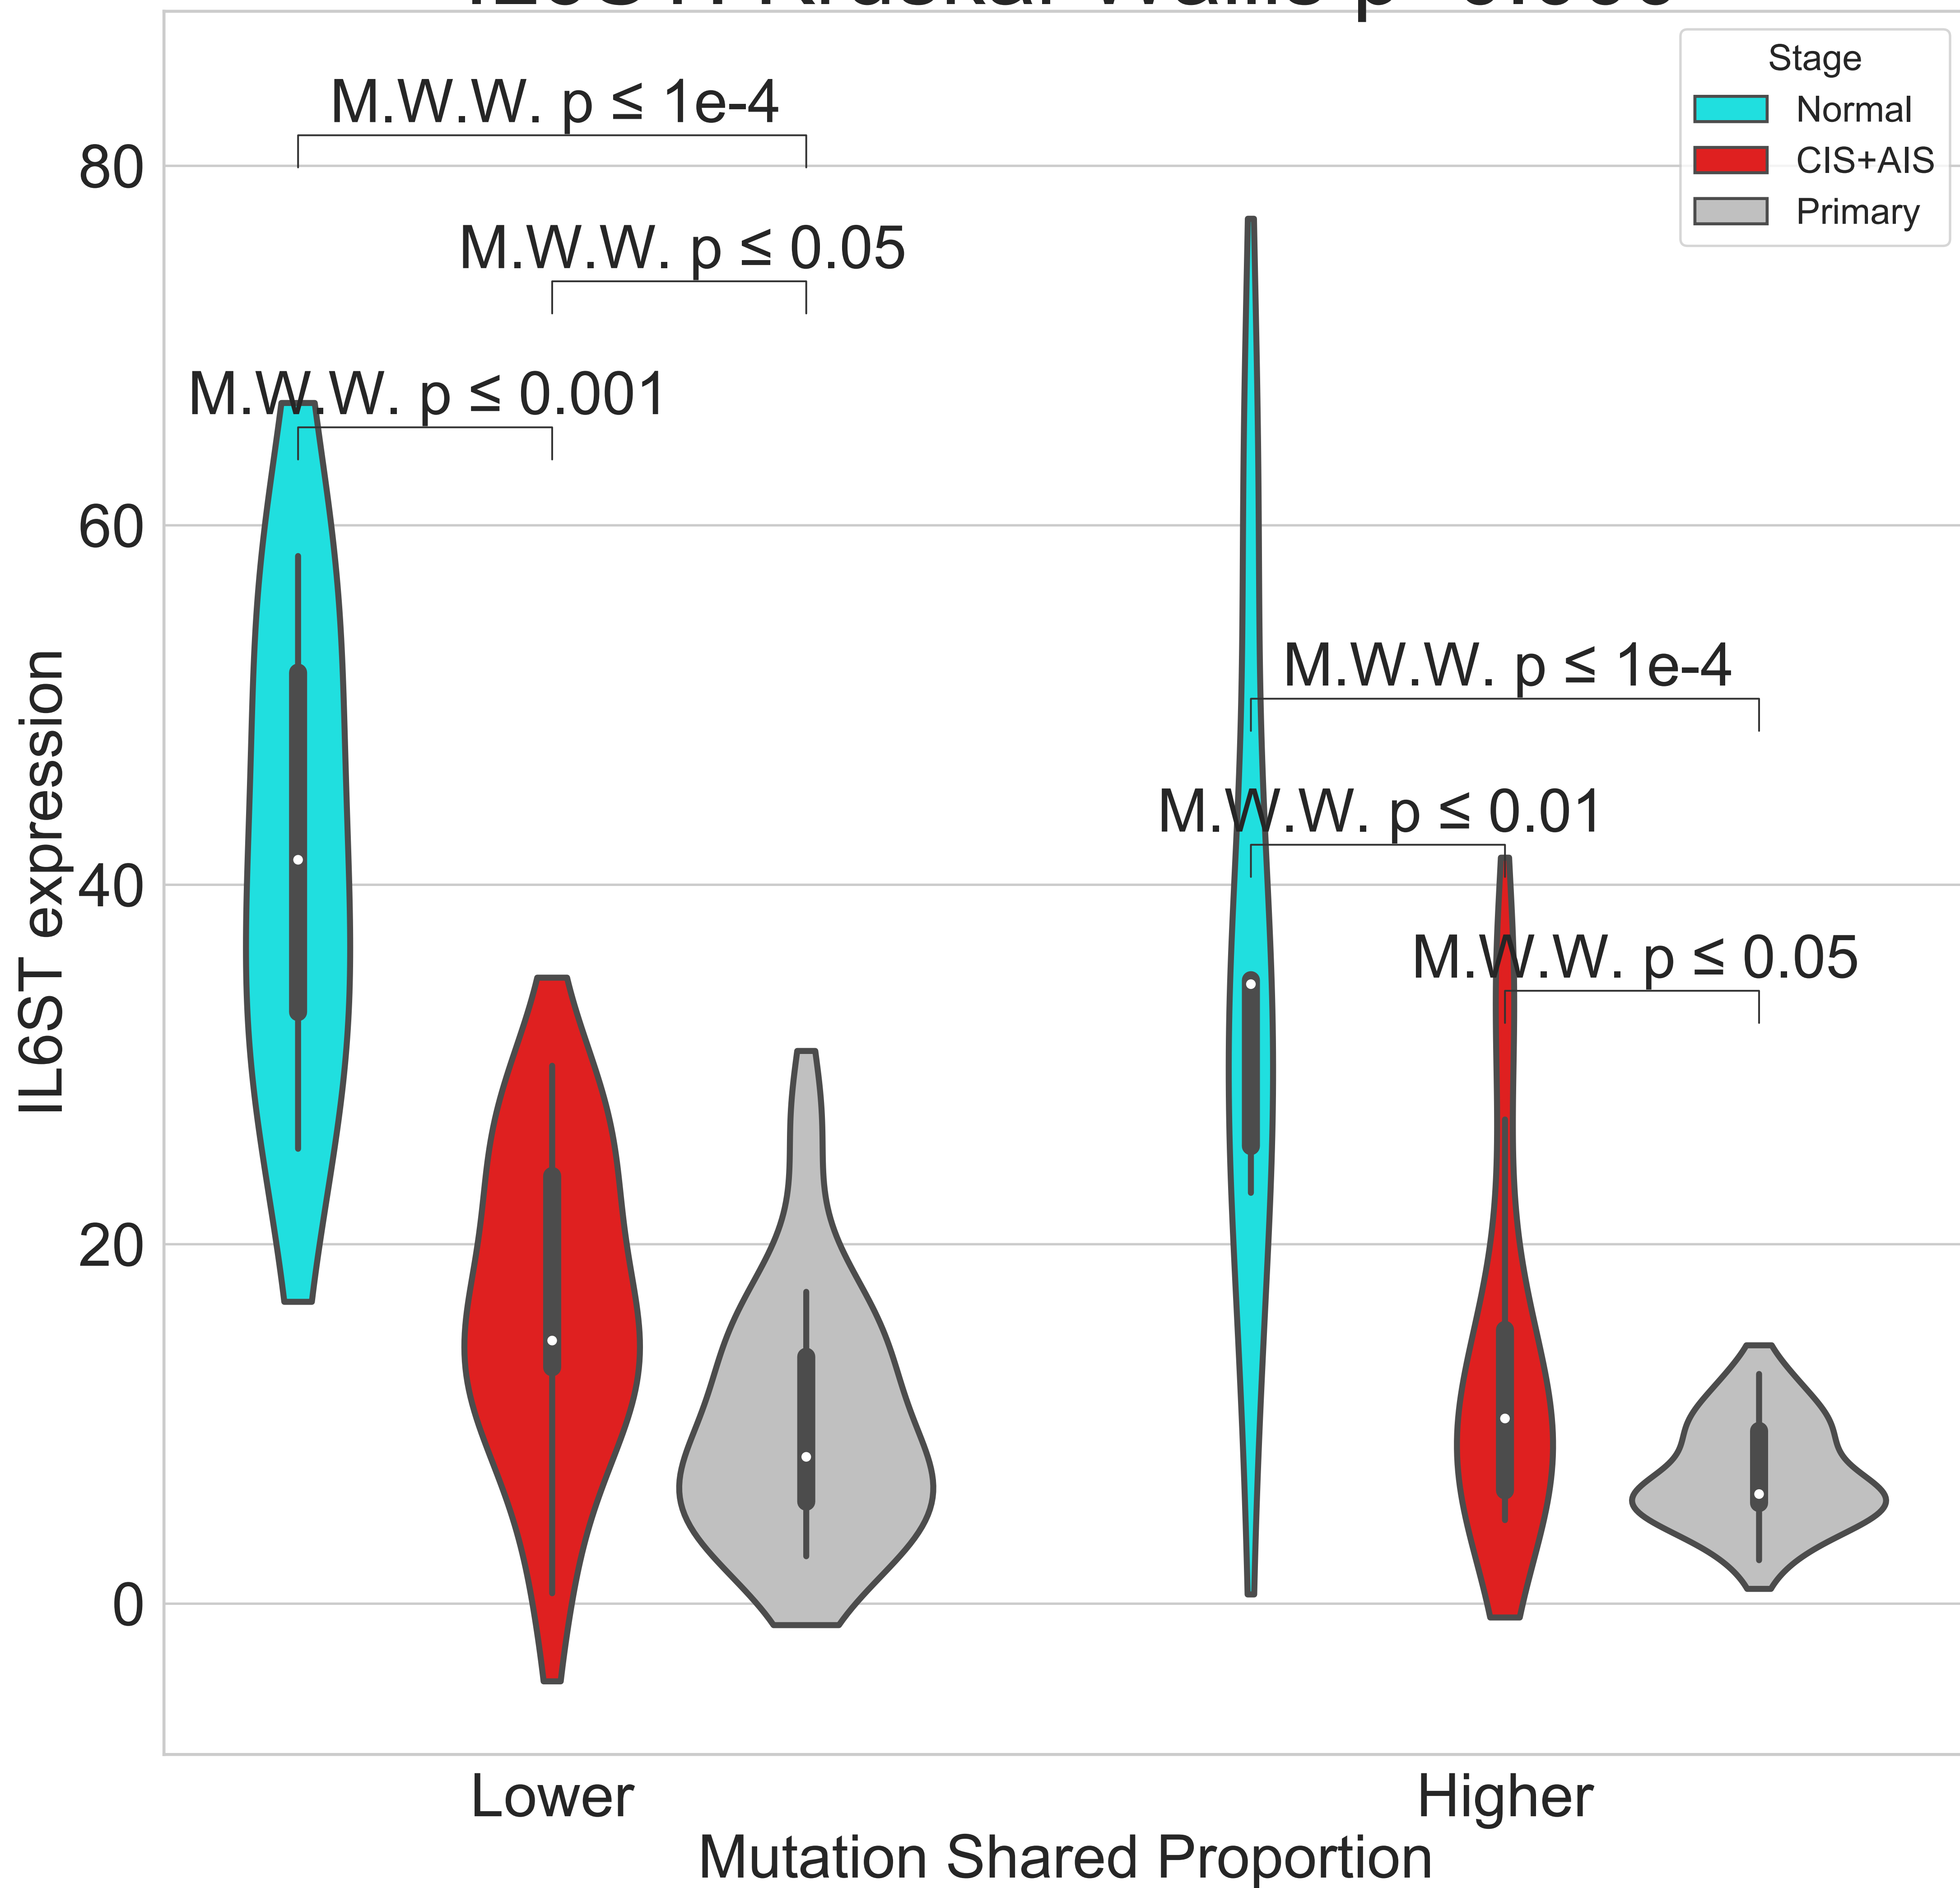 Stage
Normal
CIS+AIS
Primary
M.W.W. p ≤ 1e-4
M.W.W. p ≤ 0.05
M.W.W. p ≤ 0.001
M.W.W. p ≤ 1e-4
M.W.W. p ≤ 0.01
M.W.W. p ≤ 0.05
80
60
40
20
0
IL6ST expression
Lower
Higher
Mutation Shared Proportion